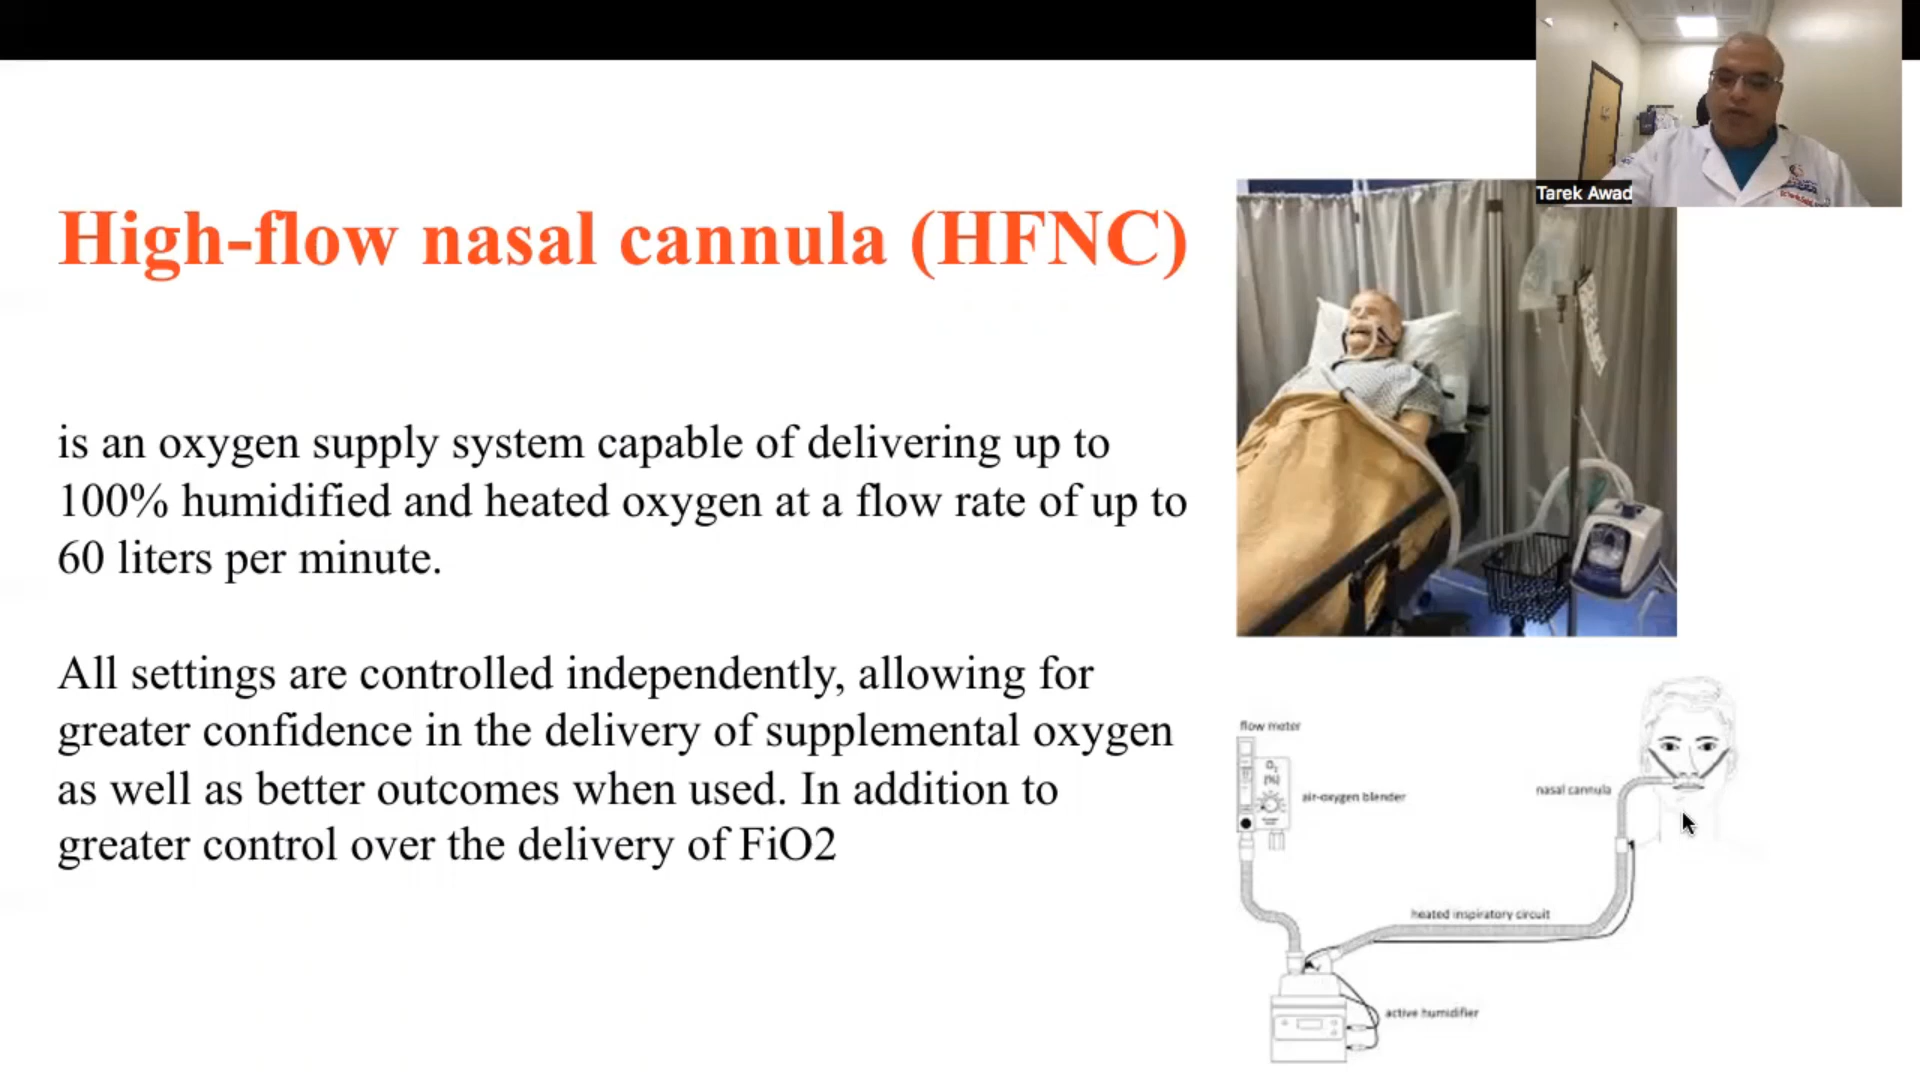 Tarek Awad
High-flow nasal cannula (HFNC)
is an oxygen supply system capable of delivering up to
100% humidified and heated oxygen at a flow rate of up to
60 liters per minute.
All settings are controlled independently, allowing for
greater confidence in the delivery of supplemental oxygen
as well as better outcomes when used. In addition to
greater control over the delivery of FiO2
flow meter
O2
(%)
air-oxygen blender
nasal cannula
heated inspiratory circuit
active humidifier